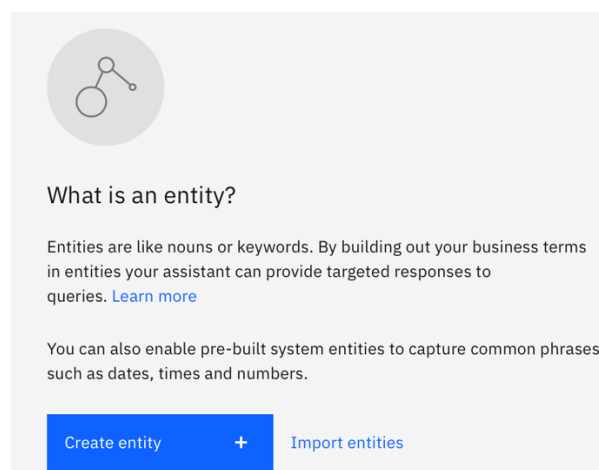 What is an entity?
Entities are like nouns or keywords. By building out your business terms
in entities your assistant can provide targeted responses to
queries. Learn more
You can also enable pre-built system entities to capture common phrases
such as dates, times and numbers.
Create entity + Import entities